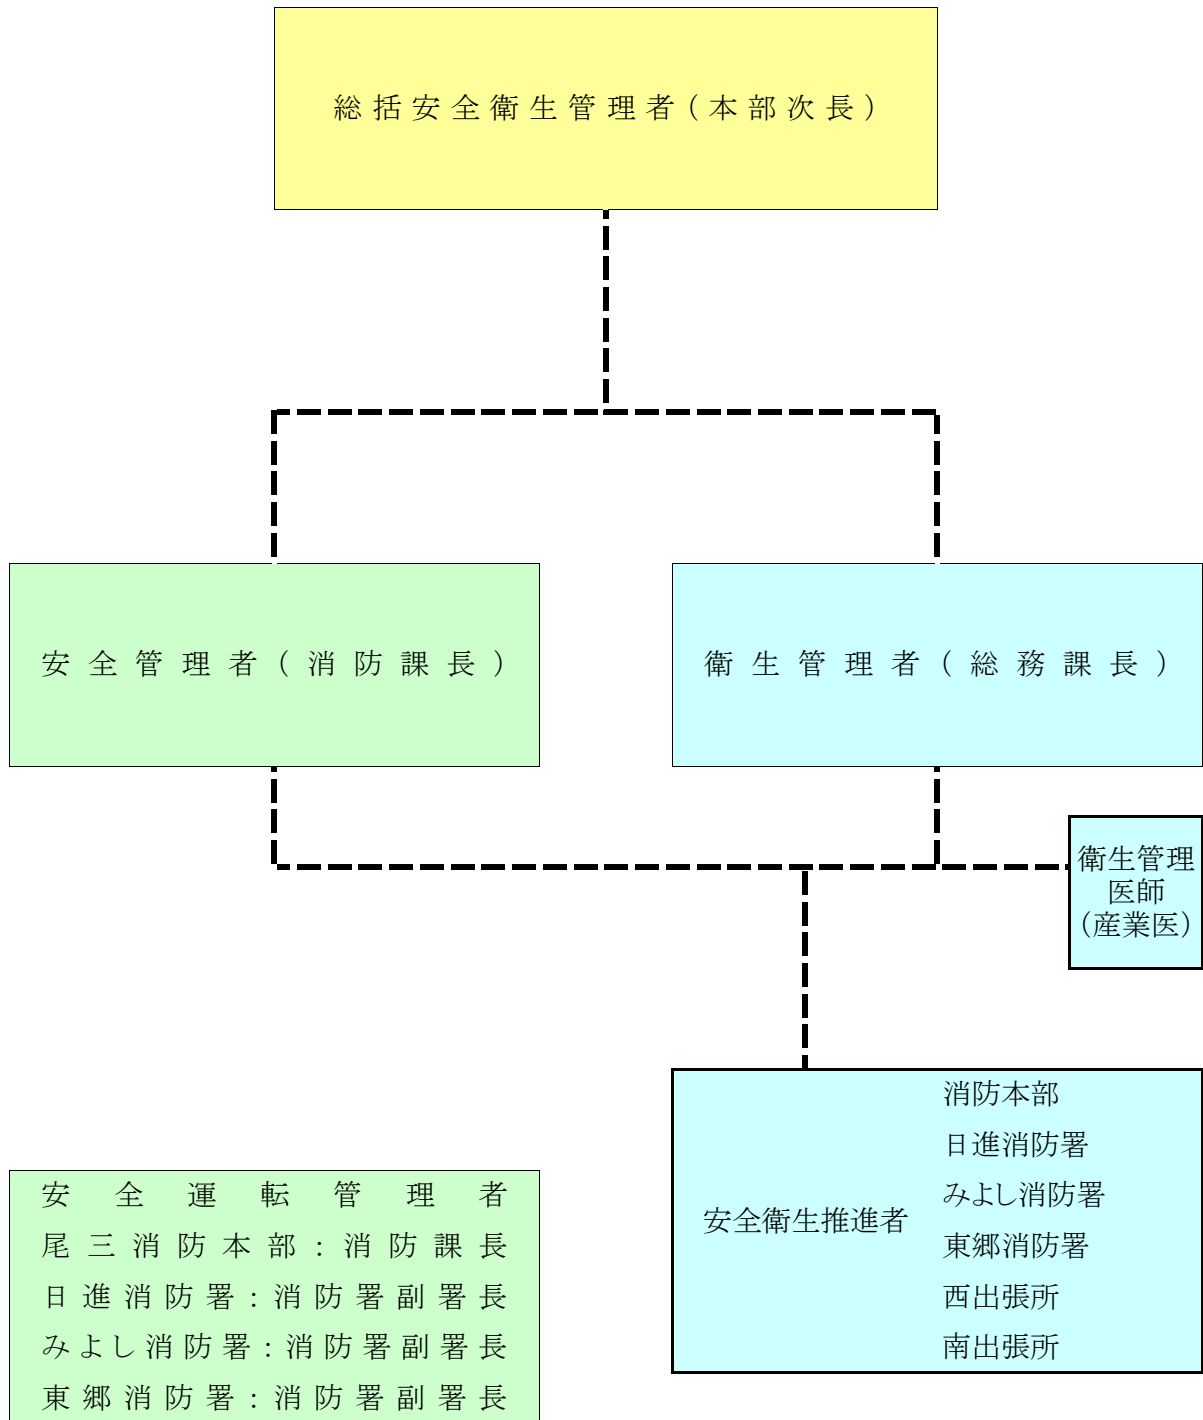 総括安全衛生管理者(本部次長)
安全管理者(消防課長)
衛生管理者(総務課長)
衛生管理
医師
(産業医)
安全衛生推進者
消防本部
日進消防署
みよし消防署
東郷消防署
西出張所
南出張所
安全運転管理者
尾三消防本部:消防課長
日進消防署:消防署副署長
みよし消防署:消防署副署長
東郷消防署:消防署副署長